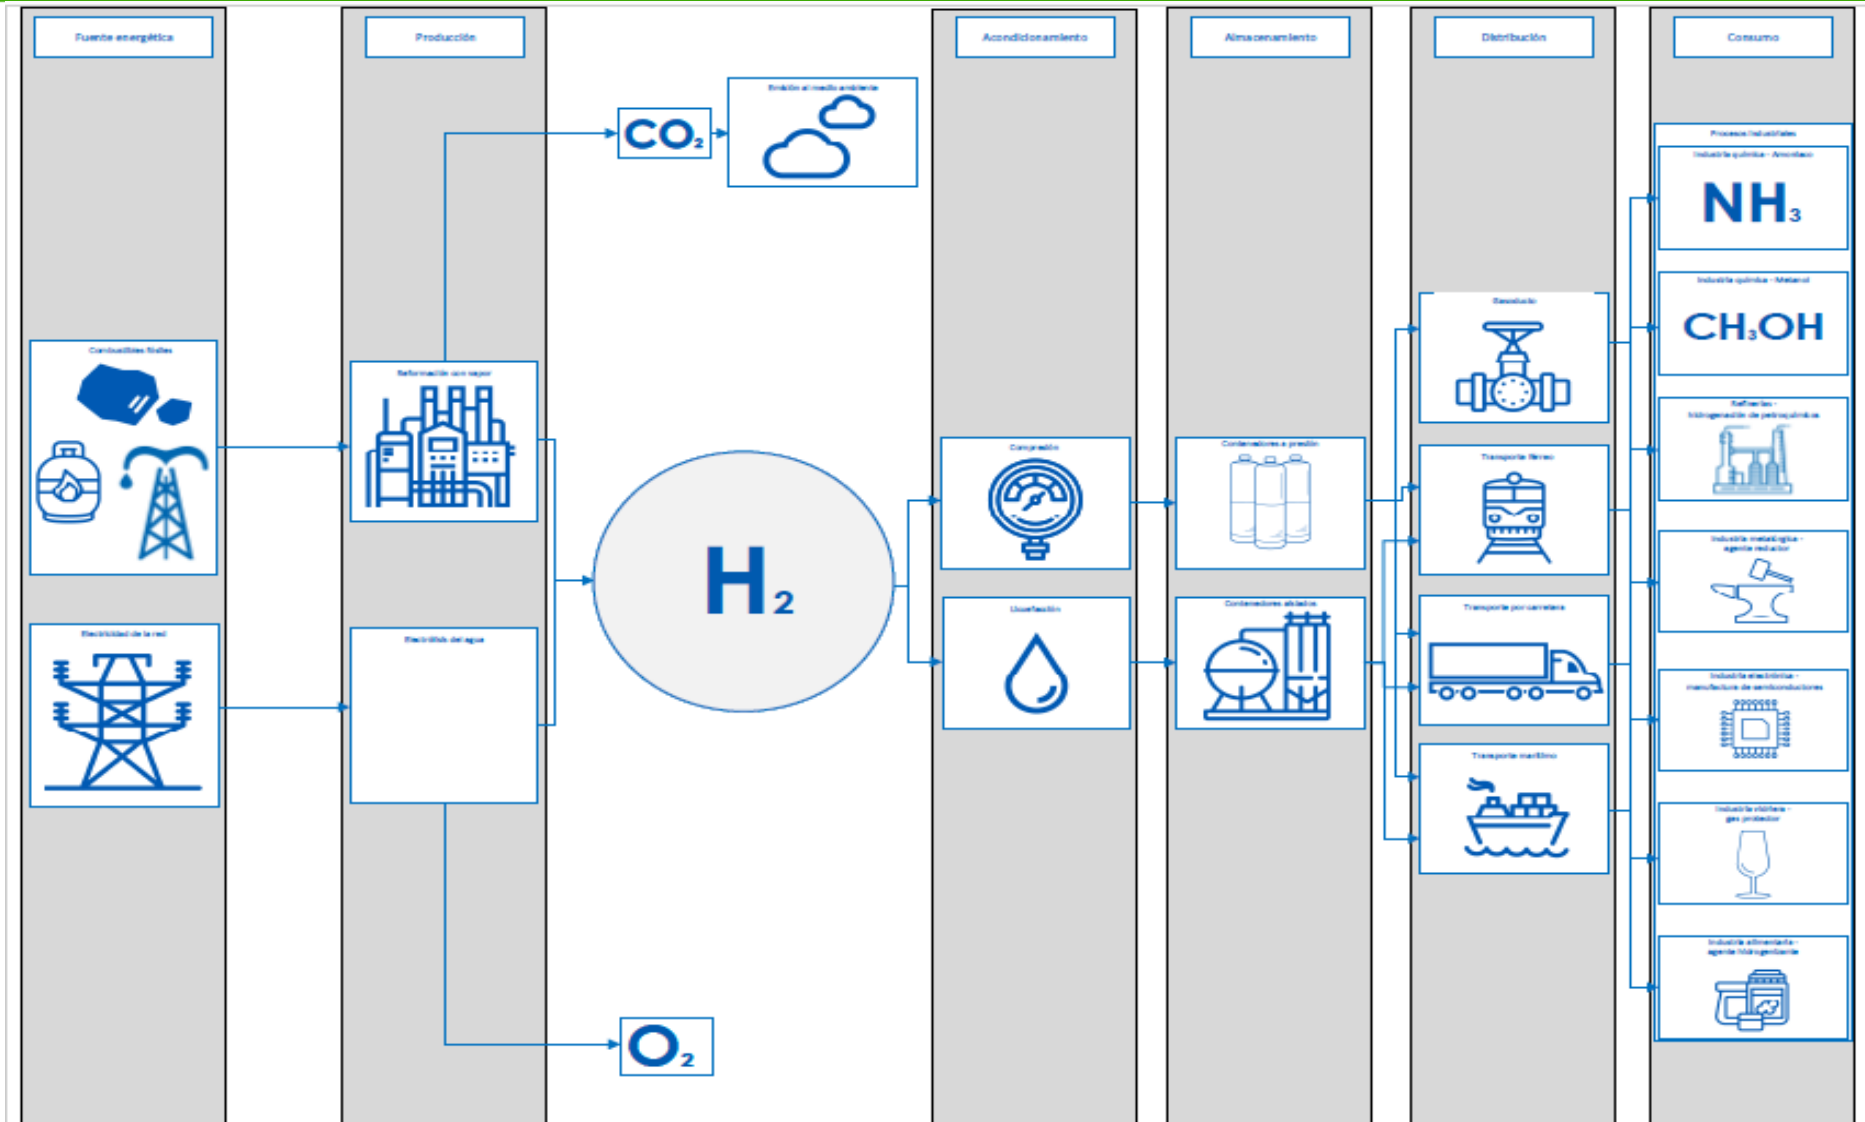 Fuente energética
Combustibles fósiles
Electricidad de la red
Producción
Reformación con vapor
Electrólisis del agua
CO₂
Emisión al medio ambiente
O₂
H₂
Acondicionamiento
Compresión
Licuefacción
Almacenamiento
Contenedores a presión
Contenedores aislados
Distribución
Gasoducto
Transporte férreo
Transporte por carretera
Transporte marítimo
Consumo
Procesos Industriales
Industria química - Amoníaco
NH₃
Industria química - Metanol
CH₃OH
Refinerías -
hidrogenación de petroquímicos
Industria metalúrgica -
agente reductor
Industria electrónica -
manufactura de semiconductores
Industria vidriera -
gas protector
Industria alimentaria -
agente hidrogenizante